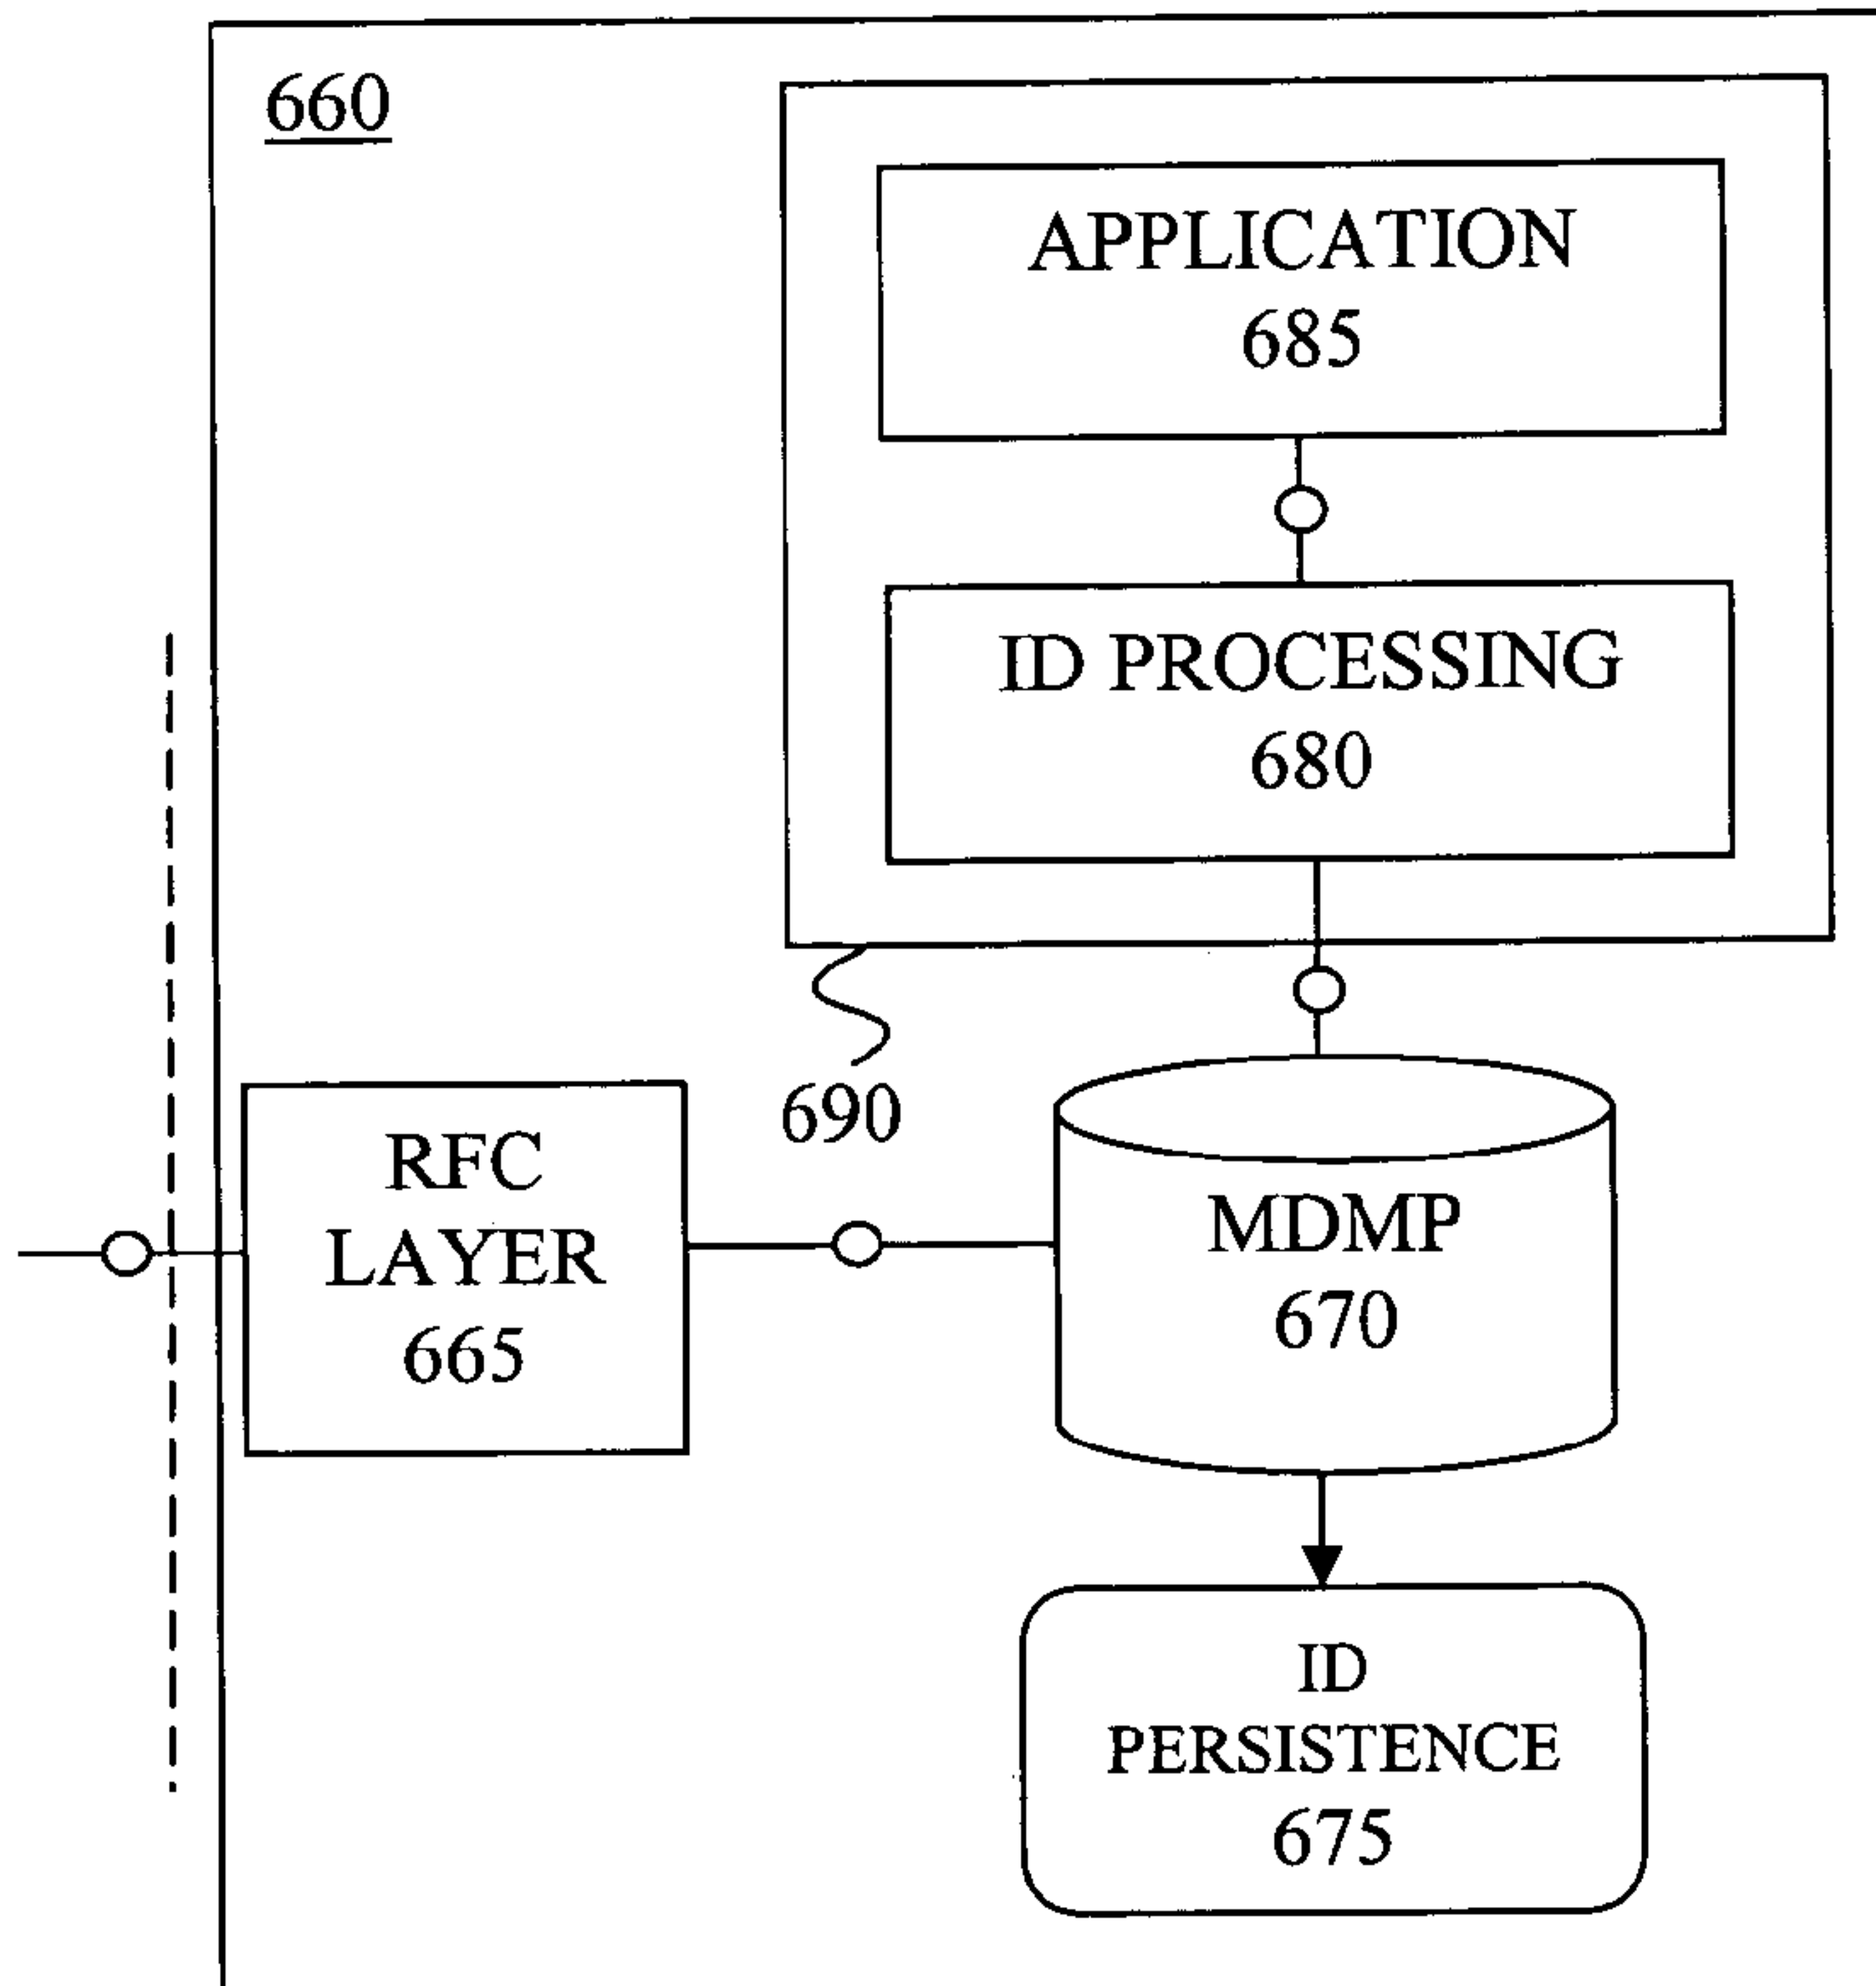 660
APPLICATION
685
ID PROCESSING
680
690
RFC
LAYER
665
MDMP
670
ID
PERSISTENCE
675